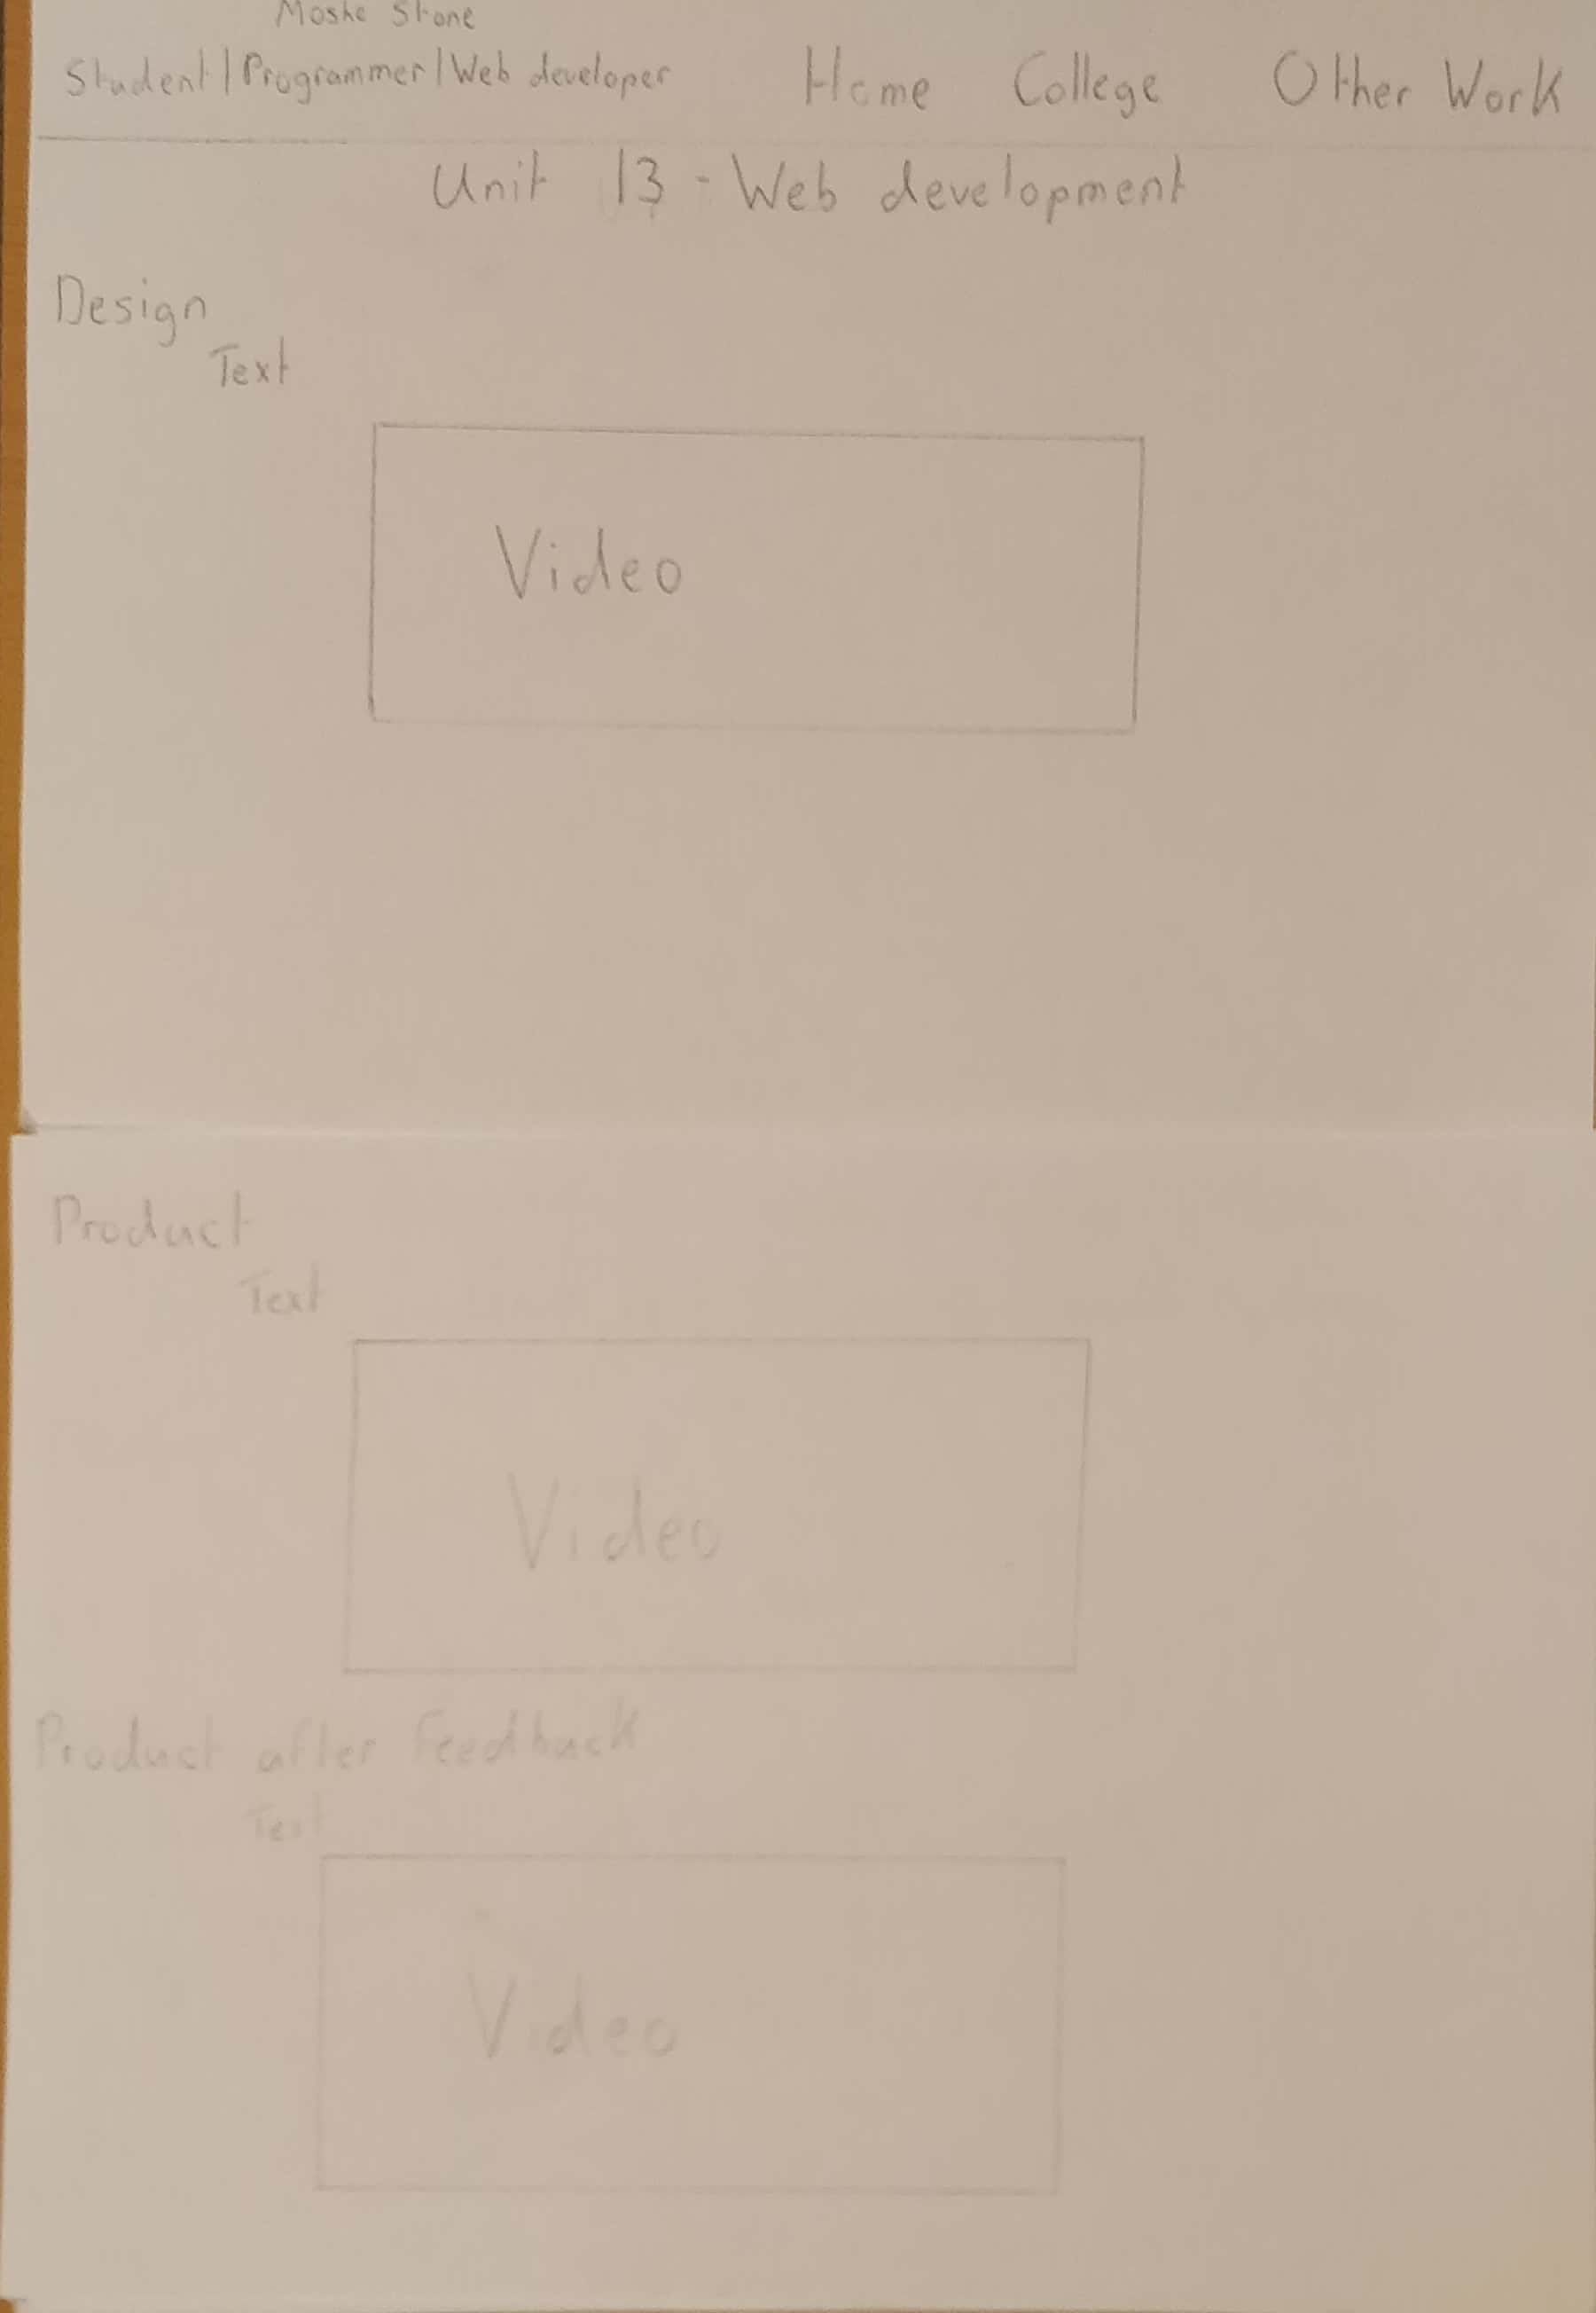 Moshe Stone
Student | Programmer | Web developer Home College Other Work
Unit 13 - Web development
Design
Text
Video
Product
Text
Video
Product after Feedback
Text
Video